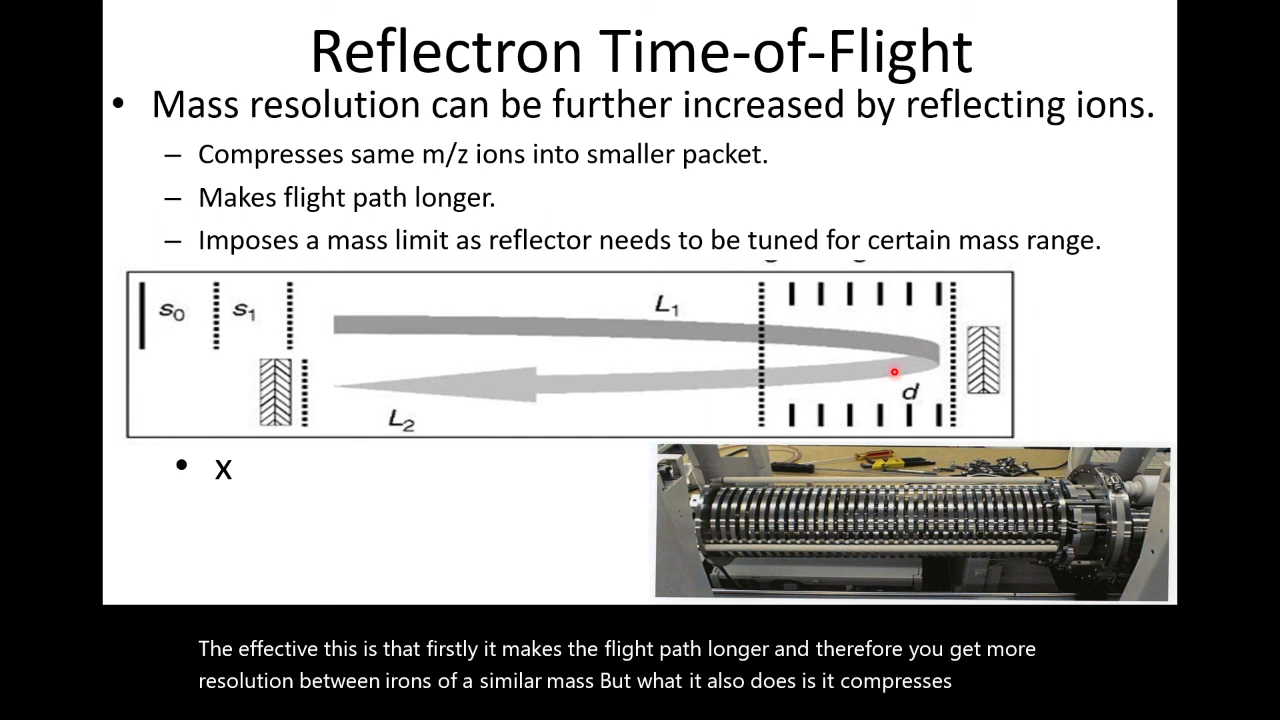 Reflectron Time-of-Flight
• Mass resolution can be further increased by reflecting ions.
– Compresses same m/z ions into smaller packet.
– Makes flight path longer.
– Imposes a mass limit as reflector needs to be tuned for certain mass range.
s0 s1 L1
d
L2
• x
The effective this is that firstly it makes the flight path longer and therefore you get more
resolution between irons of a similar mass But what it also does is it compresses